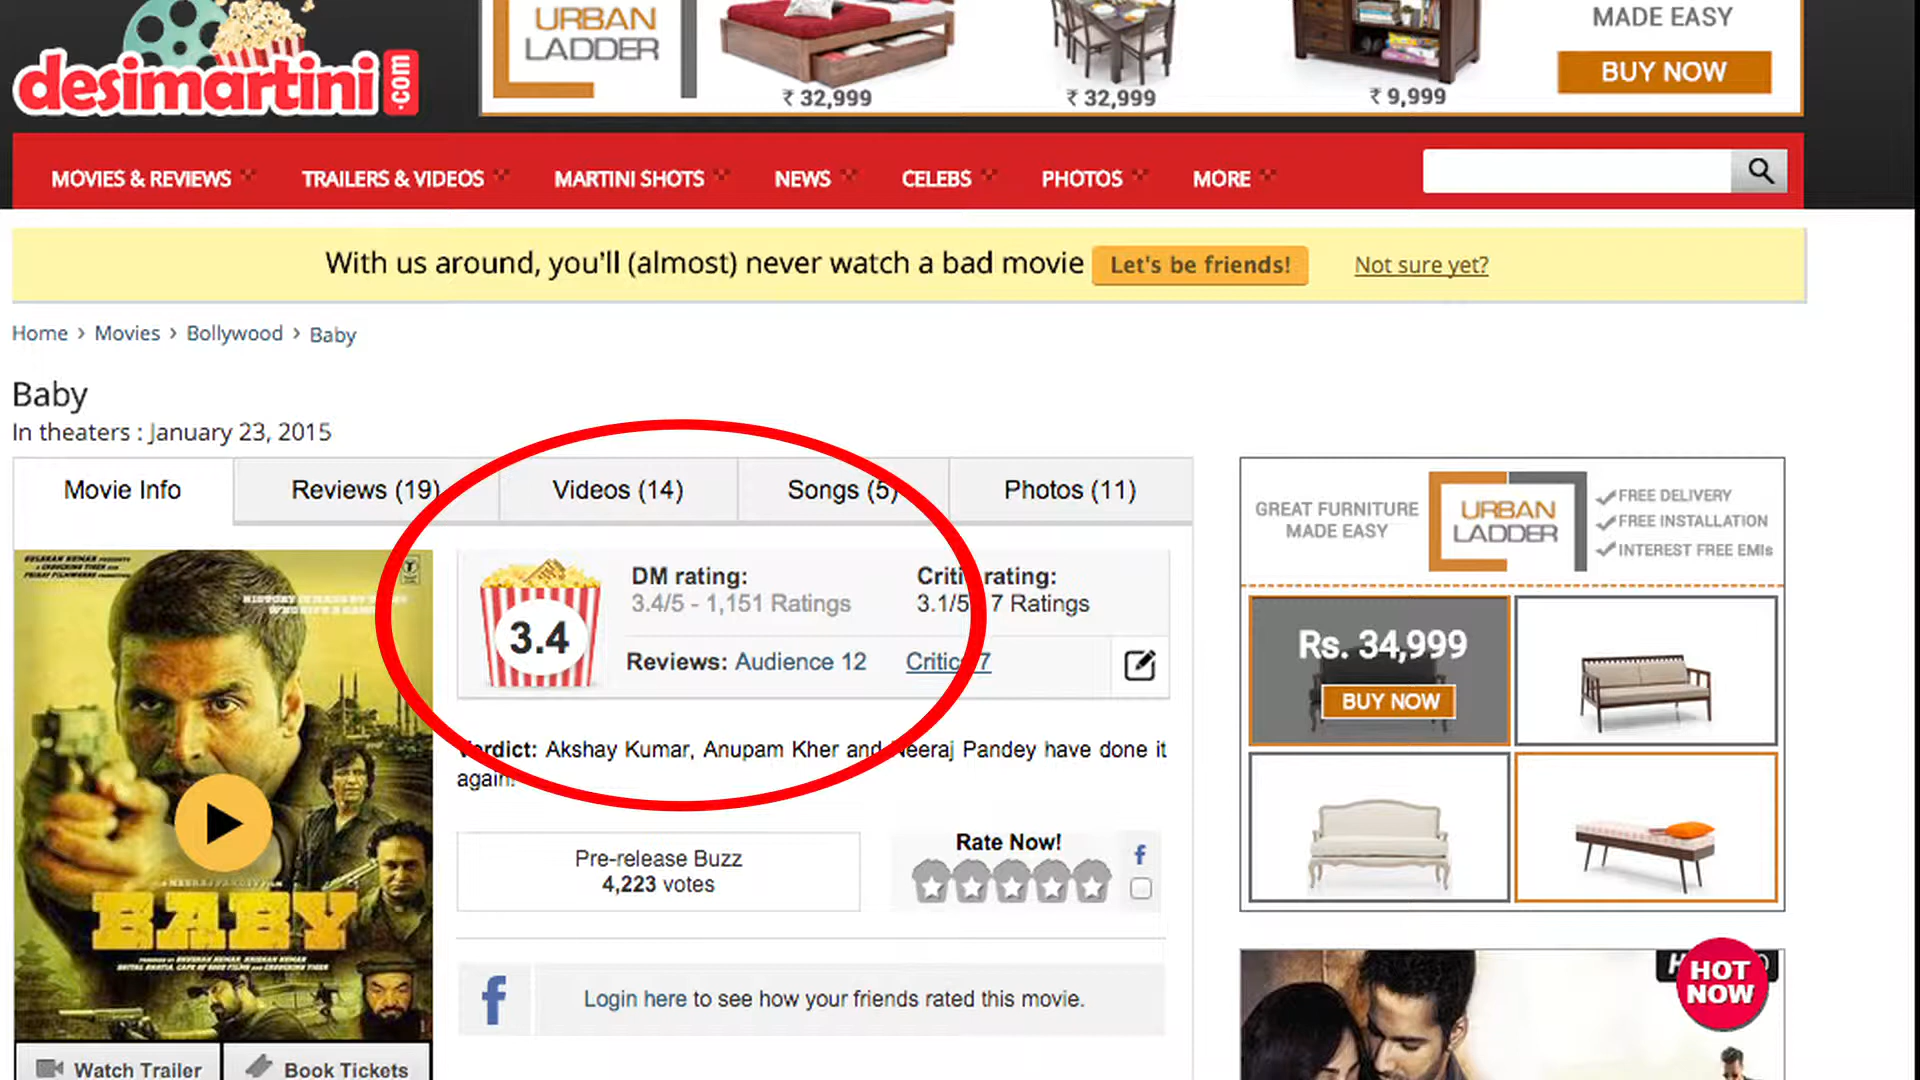 desimartini.com
URBAN
LADDER
₹ 32,999
₹ 32,999
₹ 9,999
MADE EASY
BUY NOW
MOVIES & REVIEWS
TRAILERS & VIDEOS
MARTINI SHOTS
NEWS
CELEBS
PHOTOS
MORE
With us around, you'll (almost) never watch a bad movie
Let's be friends!
Not sure yet?
Home › Movies › Bollywood › Baby
Baby
In theaters : January 23, 2015
Movie Info
Reviews (19)
Videos (14)
Songs (5)
Photos (11)
3.4
DM rating:
3.4/5 - 1,151 Ratings
Critic rating:
3.1/5 7 Ratings
Reviews: Audience 12
Critics 7
Verdict: Akshay Kumar, Anupam Kher and Neeraj Pandey have done it
again!
Pre-release Buzz
4,223 votes
Rate Now!
f
f
Login here to see how your friends rated this movie.
BABY
Watch Trailer
Book Tickets
GREAT FURNITURE
MADE EASY
URBAN
LADDER
FREE DELIVERY
FREE INSTALLATION
INTEREST FREE EMIs
Rs. 34,999
BUY NOW
HOT
NOW